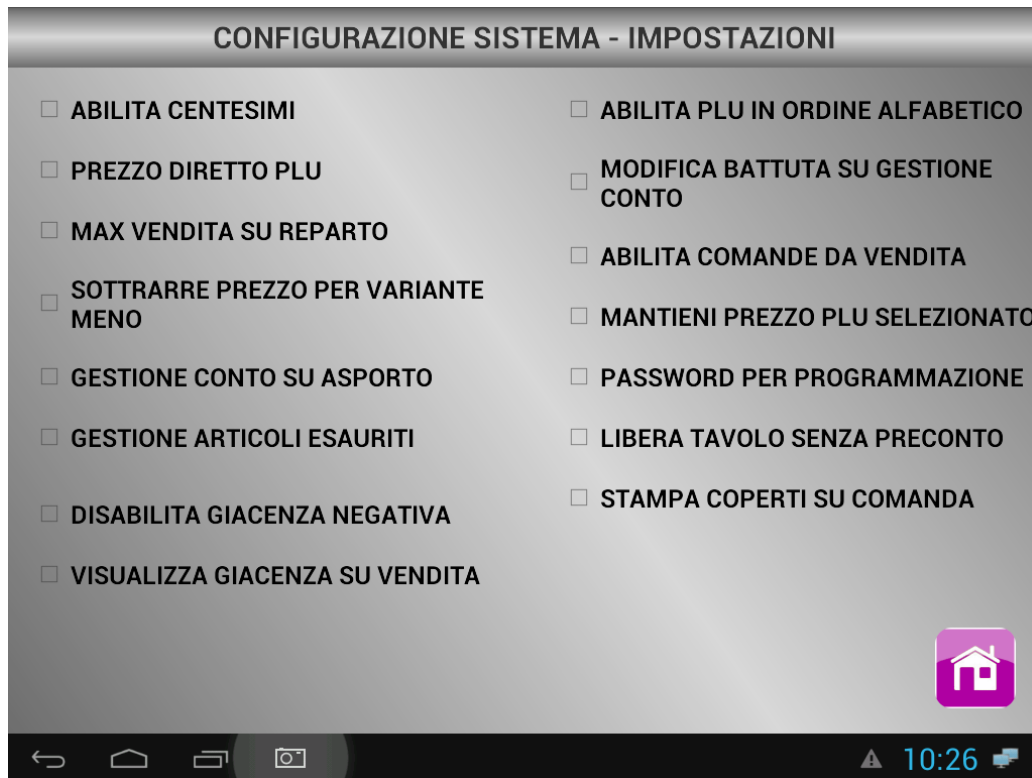 CONFIGURAZIONE SISTEMA - IMPOSTAZIONI
ABILITA CENTESIMI
PREZZO DIRETTO PLU
MAX VENDITA SU REPARTO
SOTTRARRE PREZZO PER VARIANTE
MENO
GESTIONE CONTO SU ASPORTO
GESTIONE ARTICOLI ESAURITI
DISABILITA GIACENZA NEGATIVA
VISUALIZZA GIACENZA SU VENDITA
ABILITA PLU IN ORDINE ALFABETICO
MODIFICA BATTUTA SU GESTIONE
CONTO
ABILITA COMANDE DA VENDITA
MANTIENI PREZZO PLU SELEZIONATO
PASSWORD PER PROGRAMMAZIONE
LIBERA TAVOLO SENZA PRECONTO
STAMPA COPERTI SU COMANDA
10:26